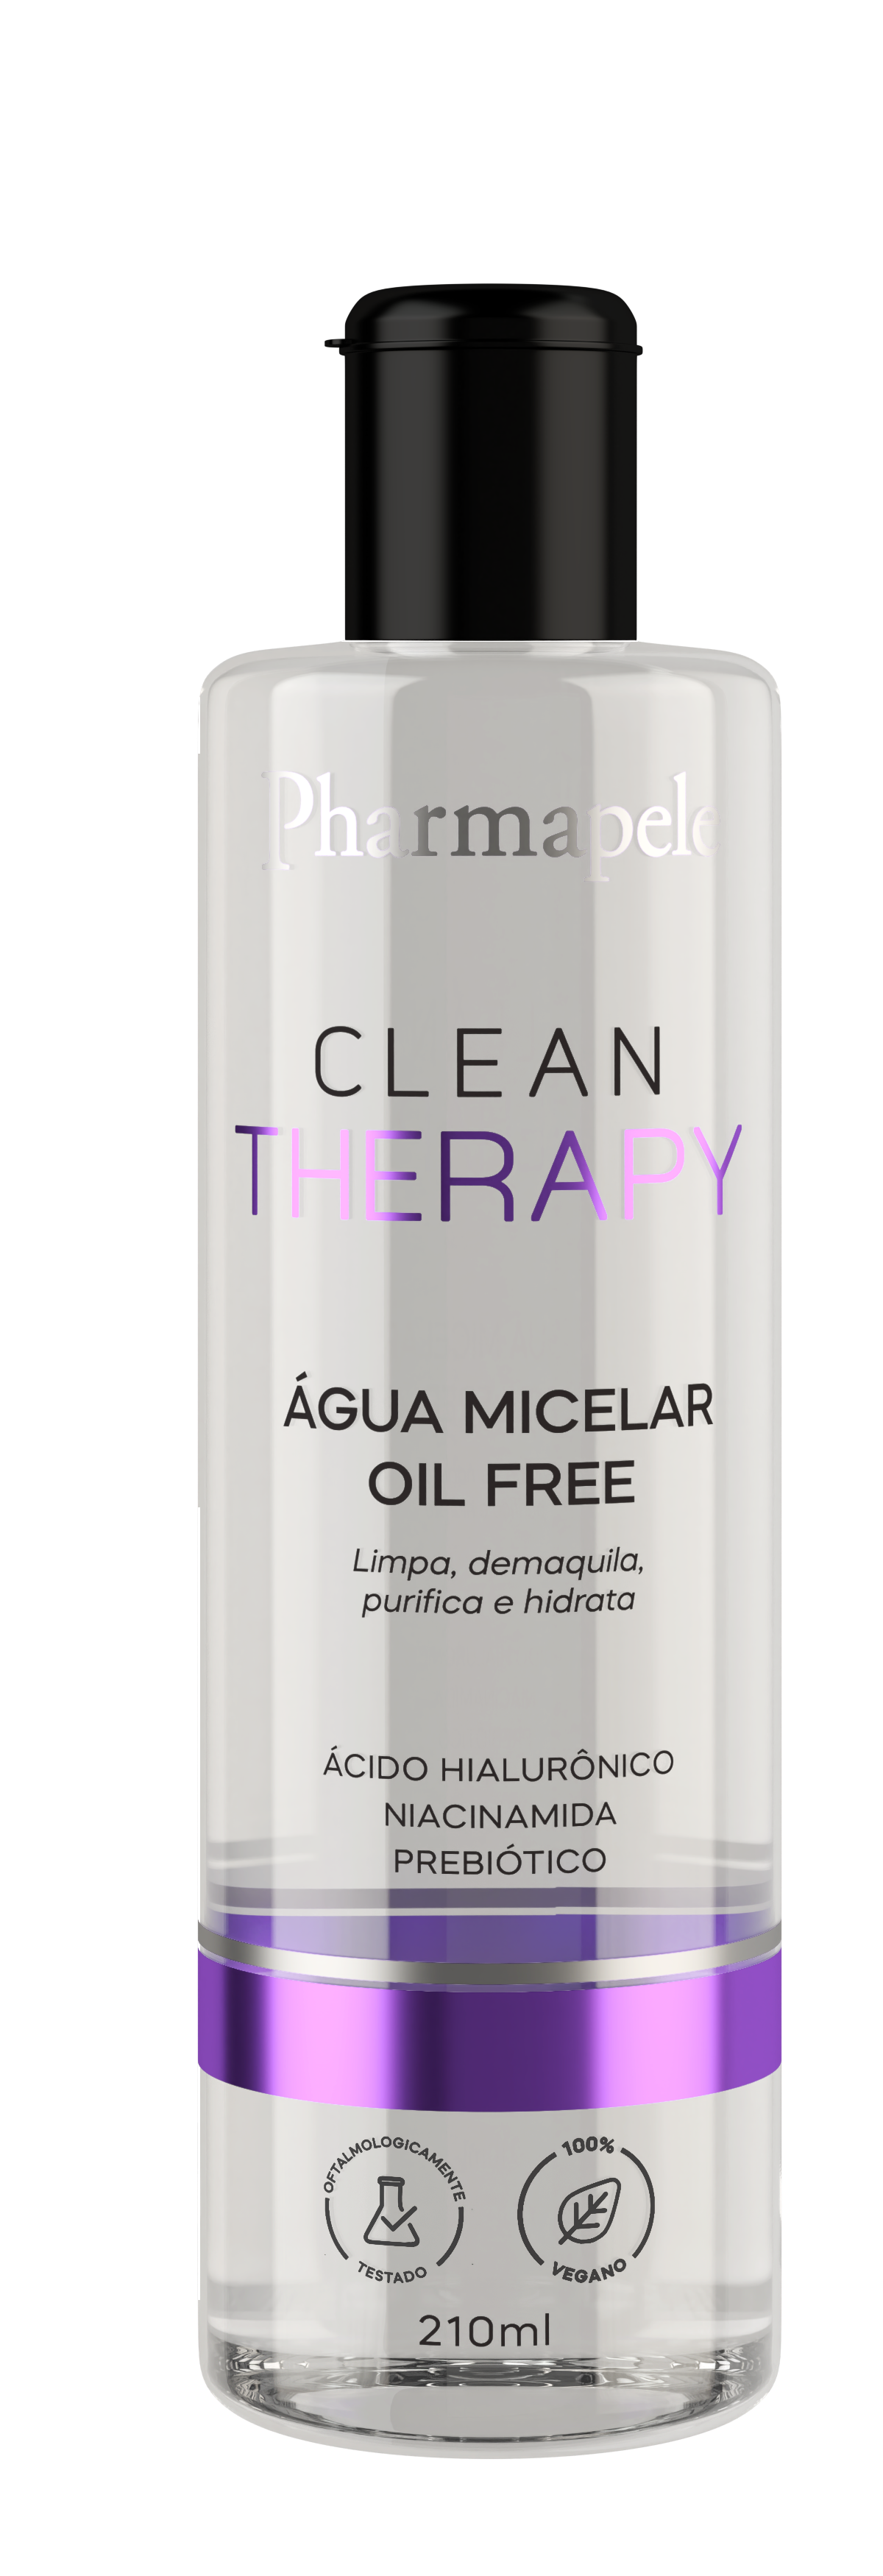 Pharmapele
CLEAN
THERAPY
ÁGUA MICELAR
OIL FREE
Limpa, demaquila,
purifica e hidrata
ÁCIDO HIALURÔNICO
NIACINAMIDA
PREBIÓTICO
OFTALMOLOGICAMENTE
TESTADO
100%
VEGANO
210ml